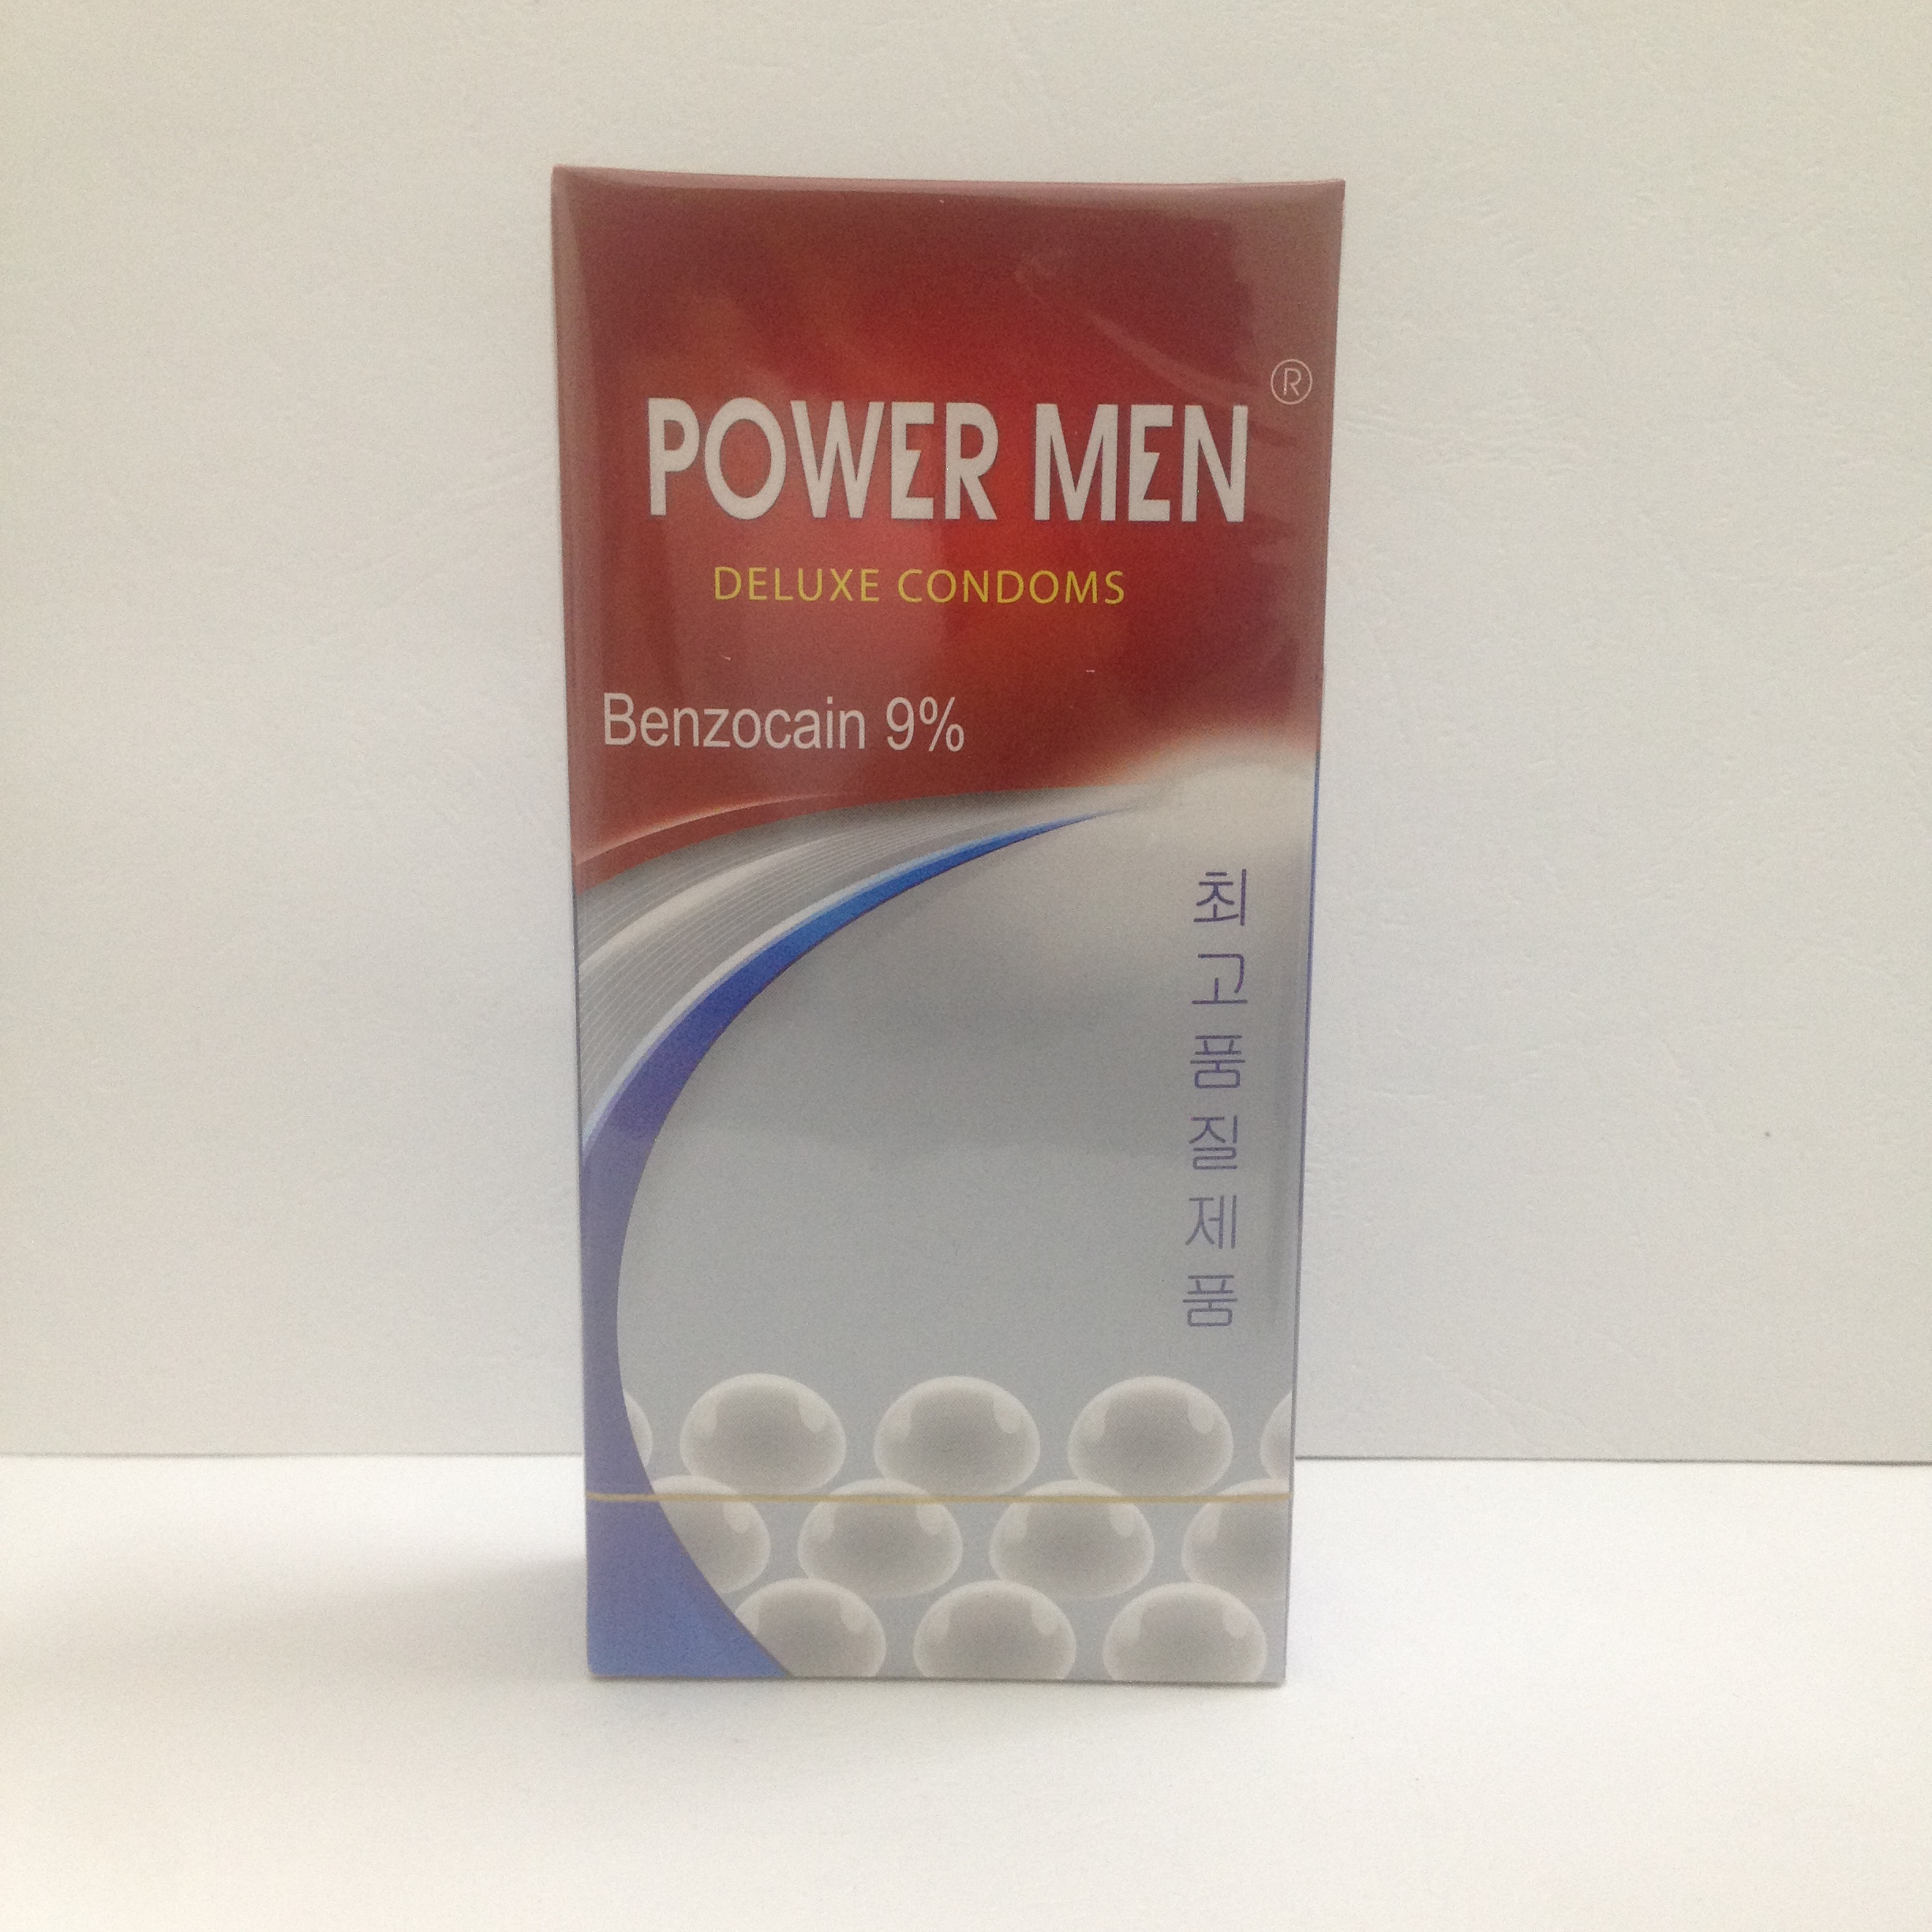 ®
POWER MEN
DELUXE CONDOMS
Benzocain 9%
최고품질제품